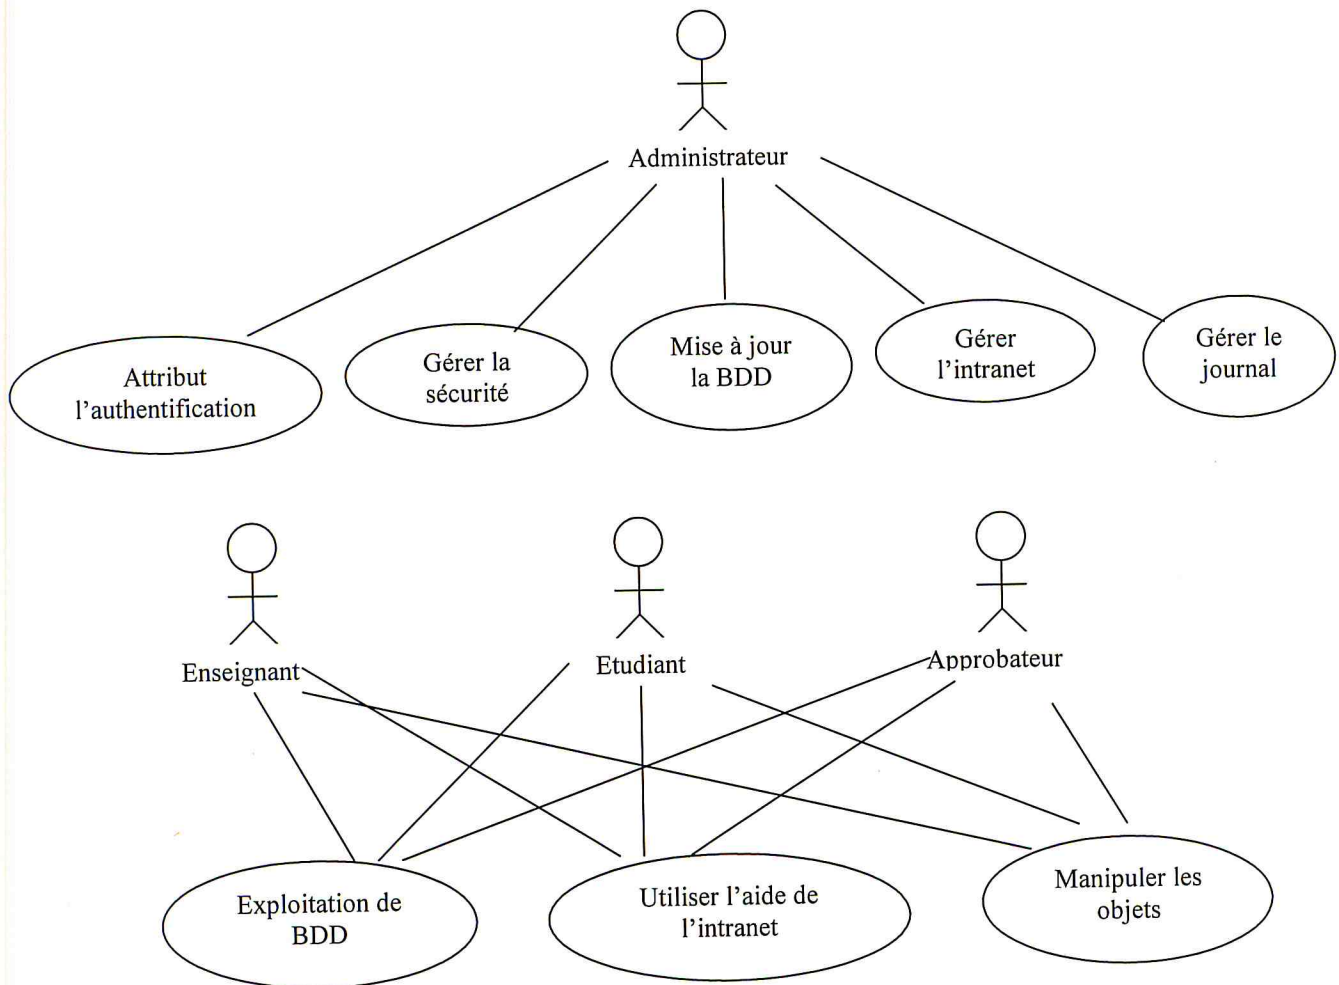 Administrateur
Attribut
l'authentification
Gérer la
sécurité
Mise à jour
la BDD
Gérer
l'intranet
Gérer le
journal
Enseignant
Etudiant
Approbateur
Exploitation de
BDD
Utiliser l'aide de
l'intranet
Manipuler les
objets